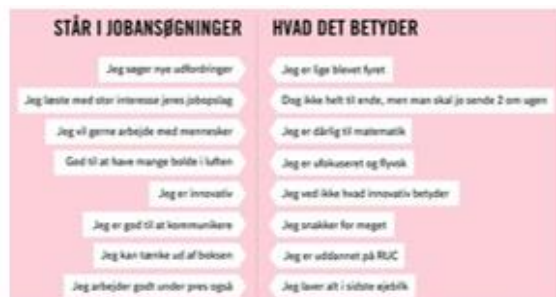 STÅR I JOBANSØGNINGER HVAD DET BETYDER
Jeg søger nye udfordringer Jeg er lige blevet fyret
Jeg læste med stor interesse jeres jobopslag Dog ikke helt til ende, men man skal jo sende 2 om ugen
Jeg vil gerne arbejde med mennesker Jeg er dårlig til matematik
God til at have mange bolde i luften Jeg er ufokuseret og flyvsk
Jeg er innovativ Jeg ved ikke hvad innovativ betyder
Jeg er god til at kommunikere Jeg snakker for meget
Jeg kan tænke ud af boksen Jeg er uddannet på RUC
Jeg arbejder godt under pres også Jeg laver alt i sidste øjeblik